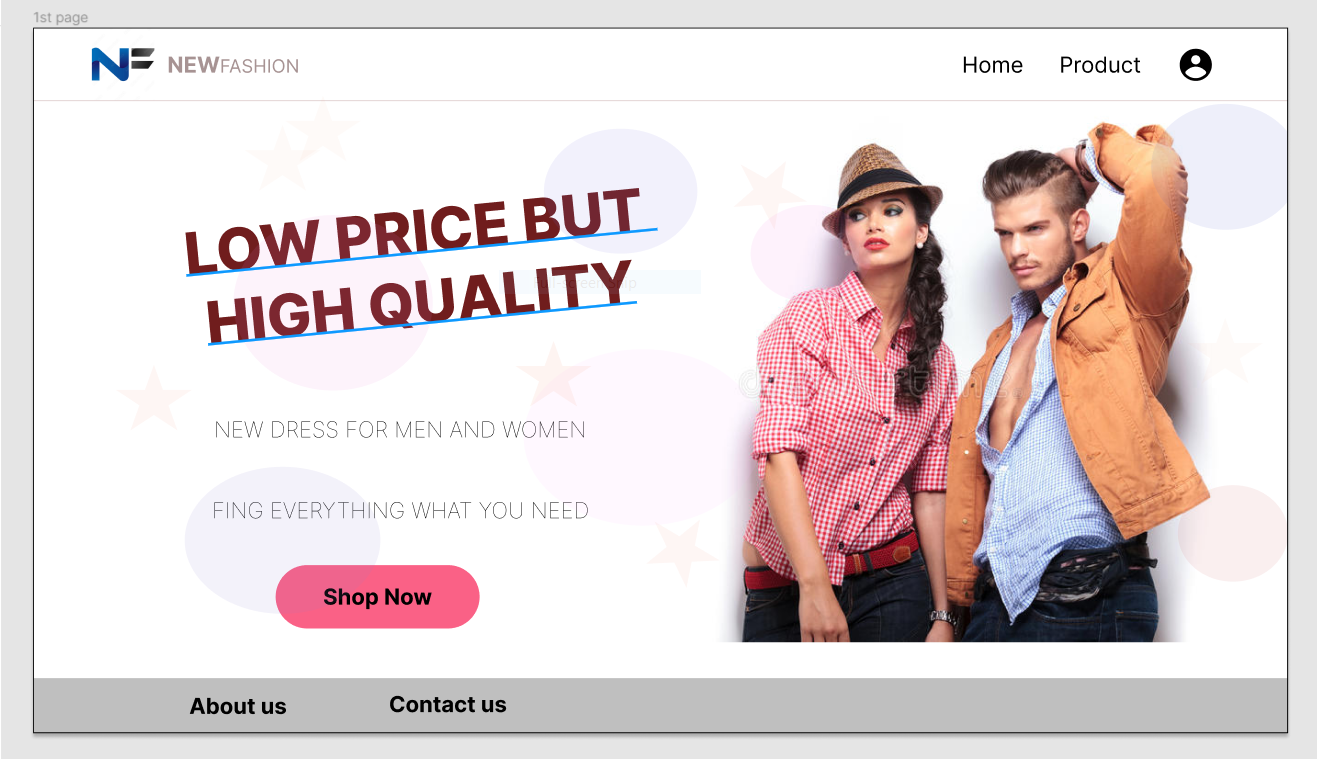 1st page
NF NEWFASHION
Home Product
LOW PRICE BUT
HIGH QUALITY
NEW DRESS FOR MEN AND WOMEN
FING EVERYTHING WHAT YOU NEED
Shop Now
About us Contact us